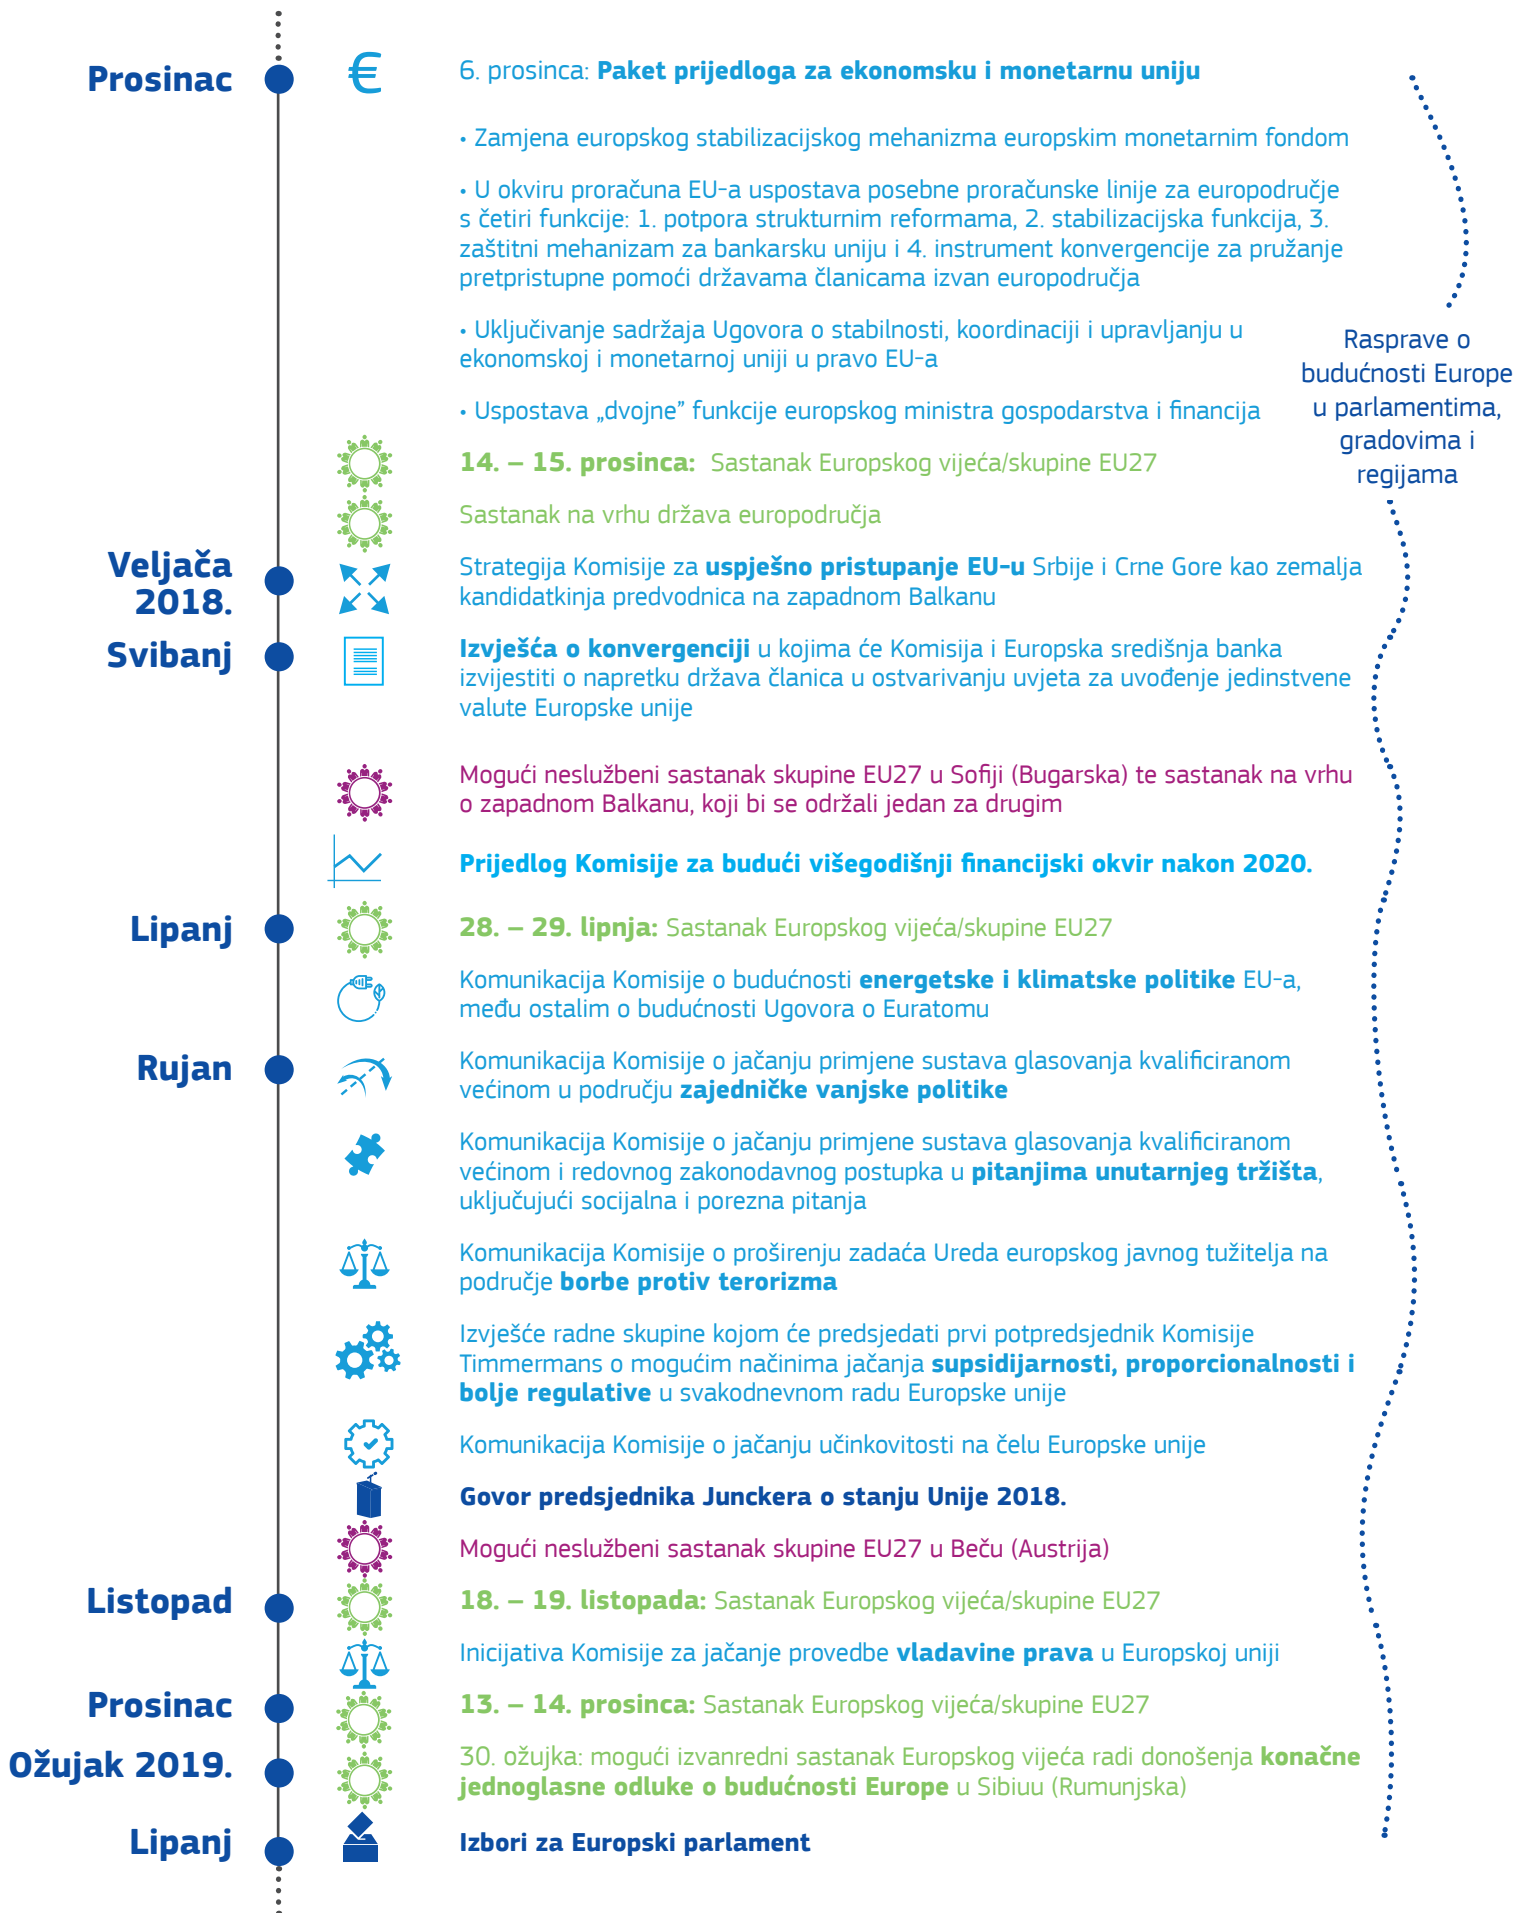 Prosinac
€
6. prosinca: Paket prijedloga za ekonomsku i monetarnu uniju
• Zamjena europskog stabilizacijskog mehanizma europskim monetarnim fondom
• U okviru proračuna EU-a uspostava posebne proračunske linije za europodručje
s četiri funkcije: 1. potpora strukturnim reformama, 2. stabilizacijska funkcija, 3.
zaštitni mehanizam za bankarsku uniju i 4. instrument konvergencije za pružanje
pretpristupne pomoći državama članicama izvan europodručja
• Uključivanje sadržaja Ugovora o stabilnosti, koordinaciji i upravljanju u
ekonomskoj i monetarnoj uniji u pravo EU-a
• Uspostava „dvojne” funkcije europskog ministra gospodarstva i financija
Rasprave o
budućnosti Europe
u parlamentima,
gradovima i
regijama
14. – 15. prosinca: Sastanak Europskog vijeća/skupine EU27
Sastanak na vrhu država europodručja
Veljača
2018.
Strategija Komisije za uspješno pristupanje EU-u Srbije i Crne Gore kao zemalja
kandidatkinja predvodnica na zapadnom Balkanu
Svibanj
Izvješća o konvergenciji u kojima će Komisija i Europska središnja banka
izvijestiti o napretku država članica u ostvarivanju uvjeta za uvođenje jedinstvene
valute Europske unije
Mogući neslužbeni sastanak skupine EU27 u Sofiji (Bugarska) te sastanak na vrhu
o zapadnom Balkanu, koji bi se održali jedan za drugim
Prijedlog Komisije za budući višegodišnji financijski okvir nakon 2020.
Lipanj
28. – 29. lipnja: Sastanak Europskog vijeća/skupine EU27
Komunikacija Komisije o budućnosti energetske i klimatske politike EU-a,
među ostalim o budućnosti Ugovora o Euratomu
Rujan
Komunikacija Komisije o jačanju primjene sustava glasovanja kvalificiranom
većinom u području zajedničke vanjske politike
Komunikacija Komisije o jačanju primjene sustava glasovanja kvalificiranom
većinom i redovnog zakonodavnog postupka u pitanjima unutarnjeg tržišta,
uključujući socijalna i porezna pitanja
Komunikacija Komisije o proširenju zadaća Ureda europskog javnog tužitelja na
područje borbe protiv terorizma
Izvješće radne skupine kojom će predsjedati prvi potpredsjednik Komisije
Timmermans o mogućim načinima jačanja supsidijarnosti, proporcionalnosti i
bolje regulative u svakodnevnom radu Europske unije
Komunikacija Komisije o jačanju učinkovitosti na čelu Europske unije
Govor predsjednika Junckera o stanju Unije 2018.
Mogući neslužbeni sastanak skupine EU27 u Beču (Austrija)
Listopad
18. – 19. listopada: Sastanak Europskog vijeća/skupine EU27
Inicijativa Komisije za jačanje provedbe vladavine prava u Europskoj uniji
Prosinac
13. – 14. prosinca: Sastanak Europskog vijeća/skupine EU27
Ožujak 2019.
30. ožujka: mogući izvanredni sastanak Europskog vijeća radi donošenja konačne
jednoglasne odluke o budućnosti Europe u Sibiuu (Rumunjska)
Lipanj
Izbori za Europski parlament